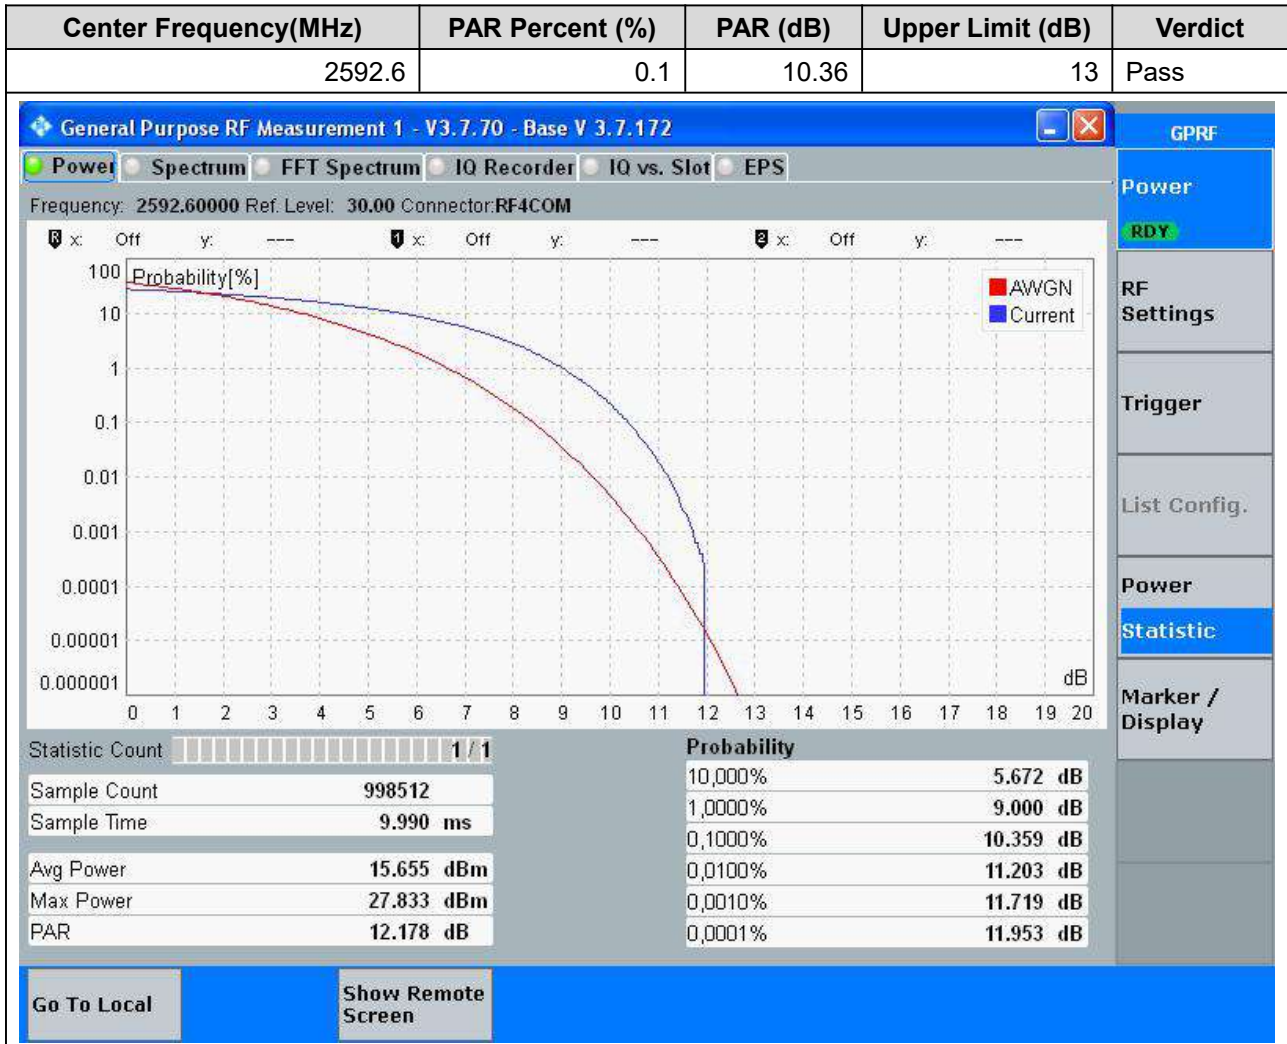 Center Frequency(MHz) PAR Percent (%) PAR (dB) Upper Limit (dB) Verdict
2592.6 0.1 10.36 13 Pass
General Purpose RF Measurement 1 - V3.7.70 - Base V 3.7.172
GPRF
Power Spectrum FFT Spectrum IQ Recorder IQ vs. Slot EPS
Power
RDY
Frequency: 2592.60000 Ref. Level: 30.00 Connector:RF4COM
R x: Off y: --- 1 x: Off y: --- 2 x: Off y: ---
Probability[%]
AWGN
Current
100
10
1
0.1
0.01
0.001
0.0001
0.00001
0.000001
dB
0 1 2 3 4 5 6 7 8 9 10 11 12 13 14 15 16 17 18 19 20
RF
Settings
Trigger
List Config.
Power
Statistic
Marker /
Display
Statistic Count 1 / 1
Sample Count 998512
Sample Time 9.990 ms
Avg Power 15.655 dBm
Max Power 27.833 dBm
PAR 12.178 dB
Probability
10,000% 5.672 dB
1,0000% 9.000 dB
0,1000% 10.359 dB
0,0100% 11.203 dB
0,0010% 11.719 dB
0,0001% 11.953 dB
Go To Local
Show Remote
Screen